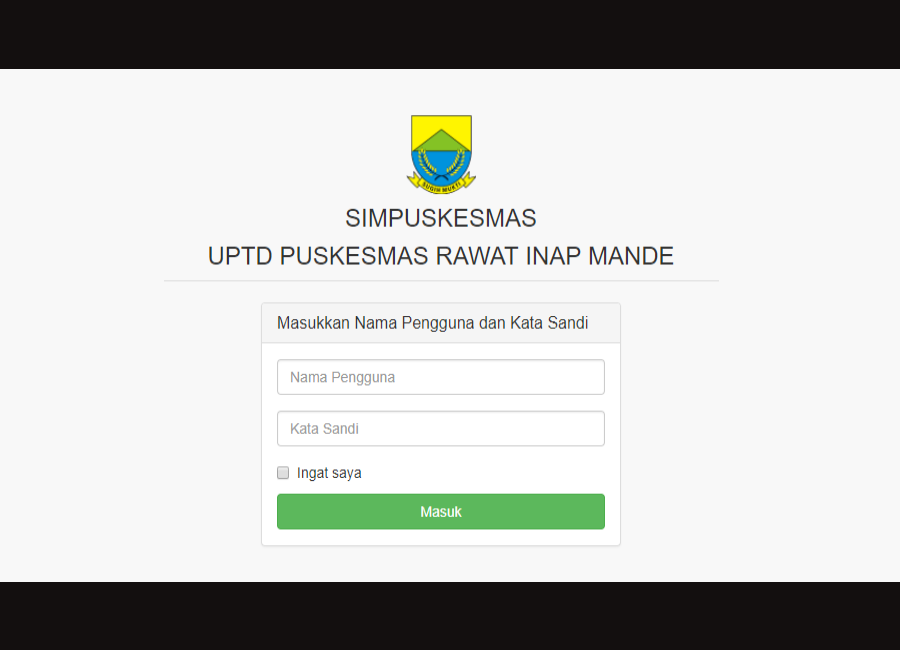 SUGIH MUKTI
SIMPUSKESMAS
UPTD PUSKESMAS RAWAT INAP MANDE
Masukkan Nama Pengguna dan Kata Sandi
Nama Pengguna
Kata Sandi
Ingat saya
Masuk